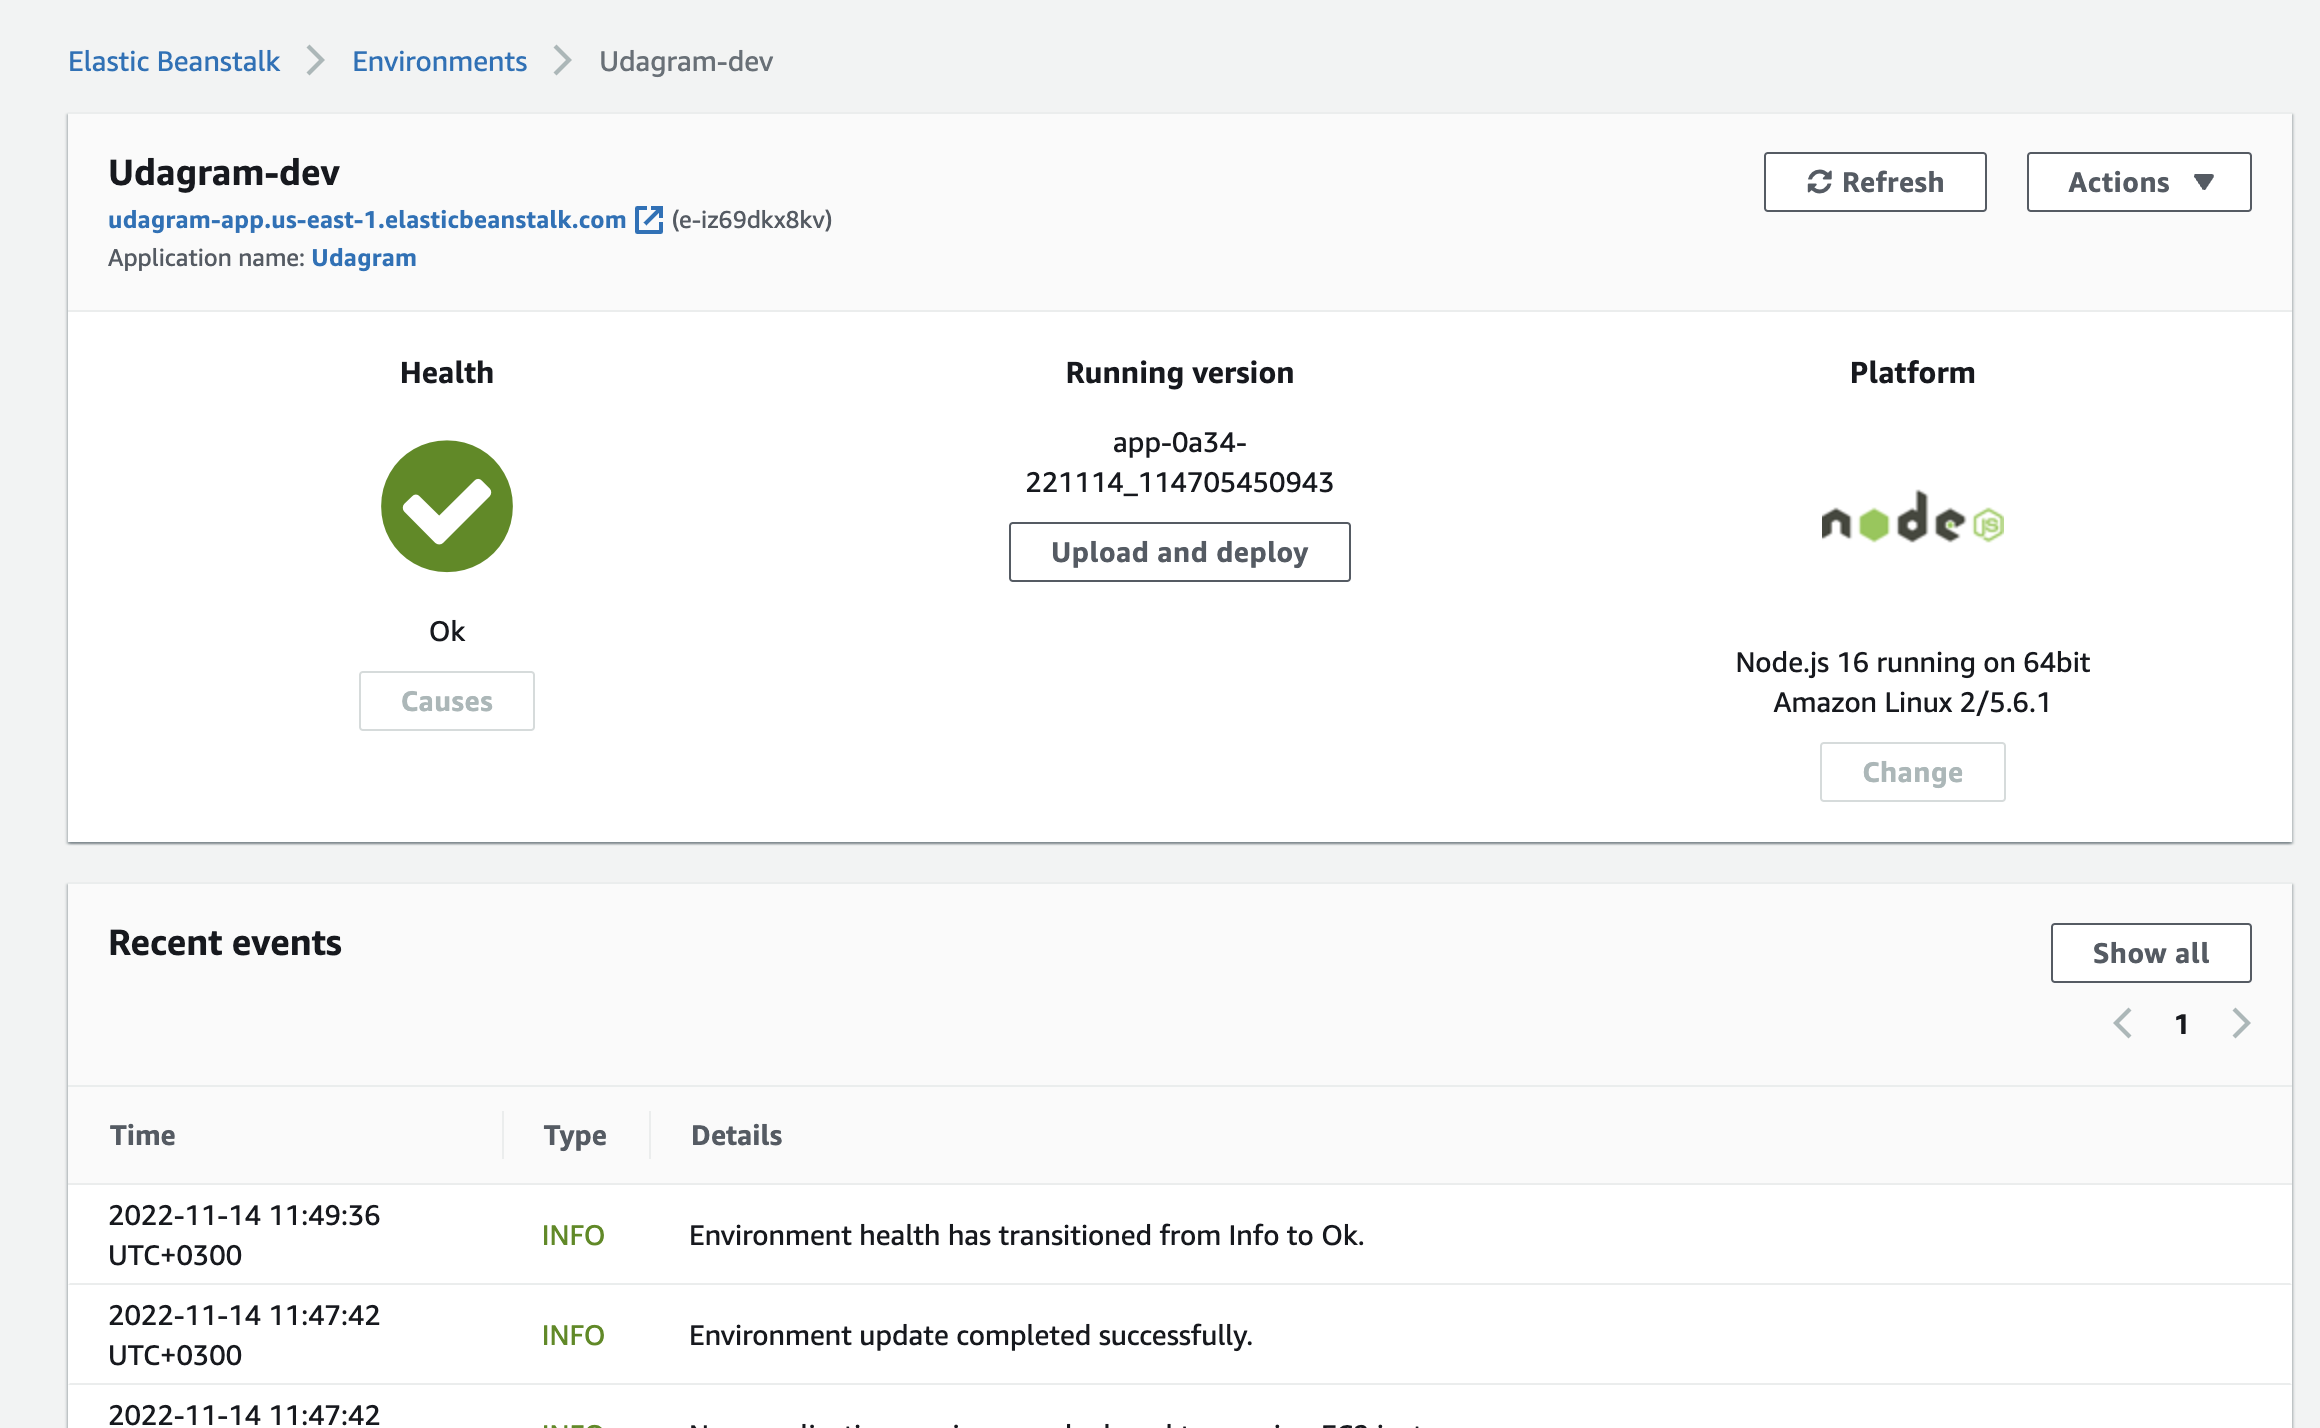 Elastic Beanstalk > Environments > Udagram-dev
Udagram-dev
Refresh
Actions
udagram-app.us-east-1.elasticbeanstalk.com (e-iz69dkx8kv)
Application name: Udagram
Health
Ok
Causes
Running version
app-0a34-
221114_114705450943
Upload and deploy
Platform
node JS
Node.js 16 running on 64bit
Amazon Linux 2/5.6.1
Change
Recent events
Show all
1
Time Type Details
2022-11-14 11:49:36
UTC+0300
INFO
Environment health has transitioned from Info to Ok.
2022-11-14 11:47:42
UTC+0300
INFO
Environment update completed successfully.
2022-11-14 11:47:42
INFO